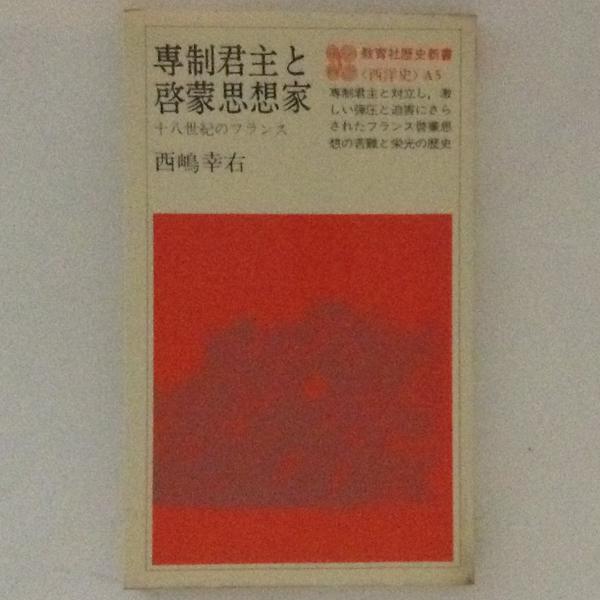 専制君主と
啓蒙思想家
十八世紀のフランス
西嶋幸右
教育社歴史新書
〈西洋史〉A5
専制君主と対立し，激
しい弾圧と迫害にさら
されたフランス啓蒙思
想の苦難と栄光の歴史